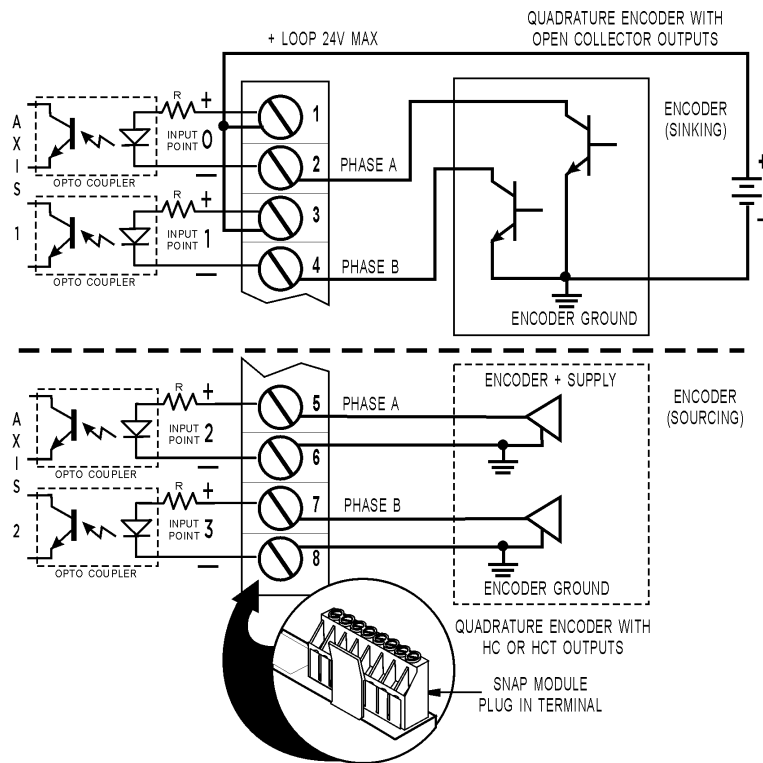 QUADRATURE ENCODER WITH
OPEN COLLECTOR OUTPUTS
+ LOOP 24V MAX
ENCODER
(SINKING)
AXIS 1
R
+
INPUT
POINT 0
−
OPTO COUPLER
R
+
INPUT
POINT 1
−
OPTO COUPLER
1
2
PHASE A
3
4
PHASE B
+
−
ENCODER GROUND
ENCODER + SUPPLY
ENCODER
(SOURCING)
AXIS 2
R
+
INPUT
POINT 2
−
OPTO COUPLER
R
+
INPUT
POINT 3
−
OPTO COUPLER
5
PHASE A
6
7
PHASE B
8
ENCODER GROUND
QUADRATURE ENCODER WITH
HC OR HCT OUTPUTS
SNAP MODULE
PLUG IN TERMINAL